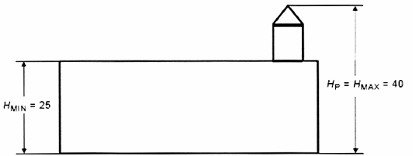 H_MIN = 25
H_P = H_MAX = 40